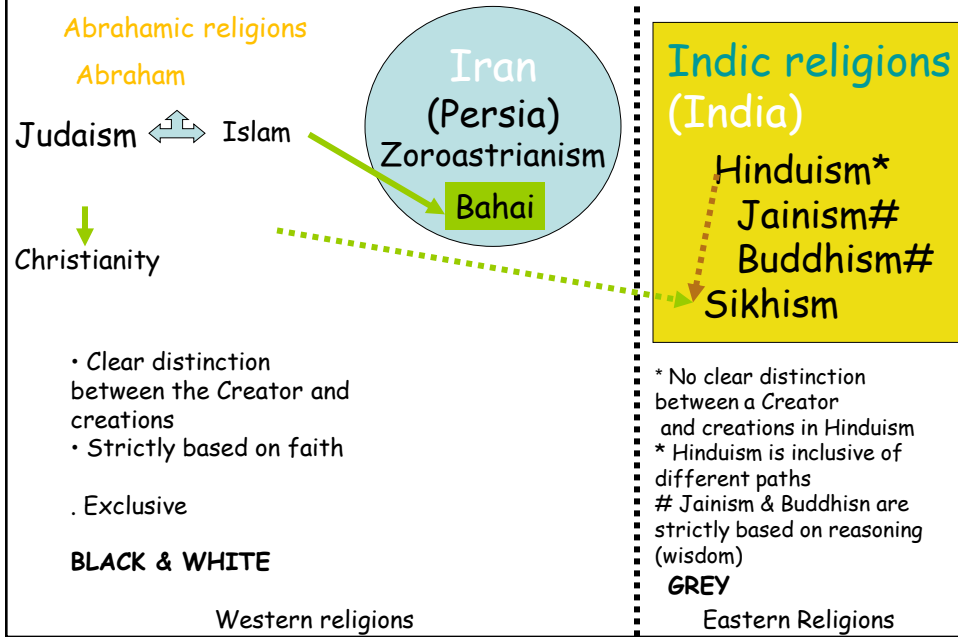 Abrahamic religions
Abraham
Judaism
Islam
Christianity
Iran
(Persia)
Zoroastrianism
Bahai
• Clear distinction
between the Creator and
creations
• Strictly based on faith
. Exclusive
BLACK & WHITE
Western religions
Indic religions
(India)
Hinduism*
Jainism#
Buddhism#
Sikhism
* No clear distinction
between a Creator
and creations in Hinduism
* Hinduism is inclusive of
different paths
# Jainism & Buddhisn are
strictly based on reasoning
(wisdom)
GREY
Eastern Religions